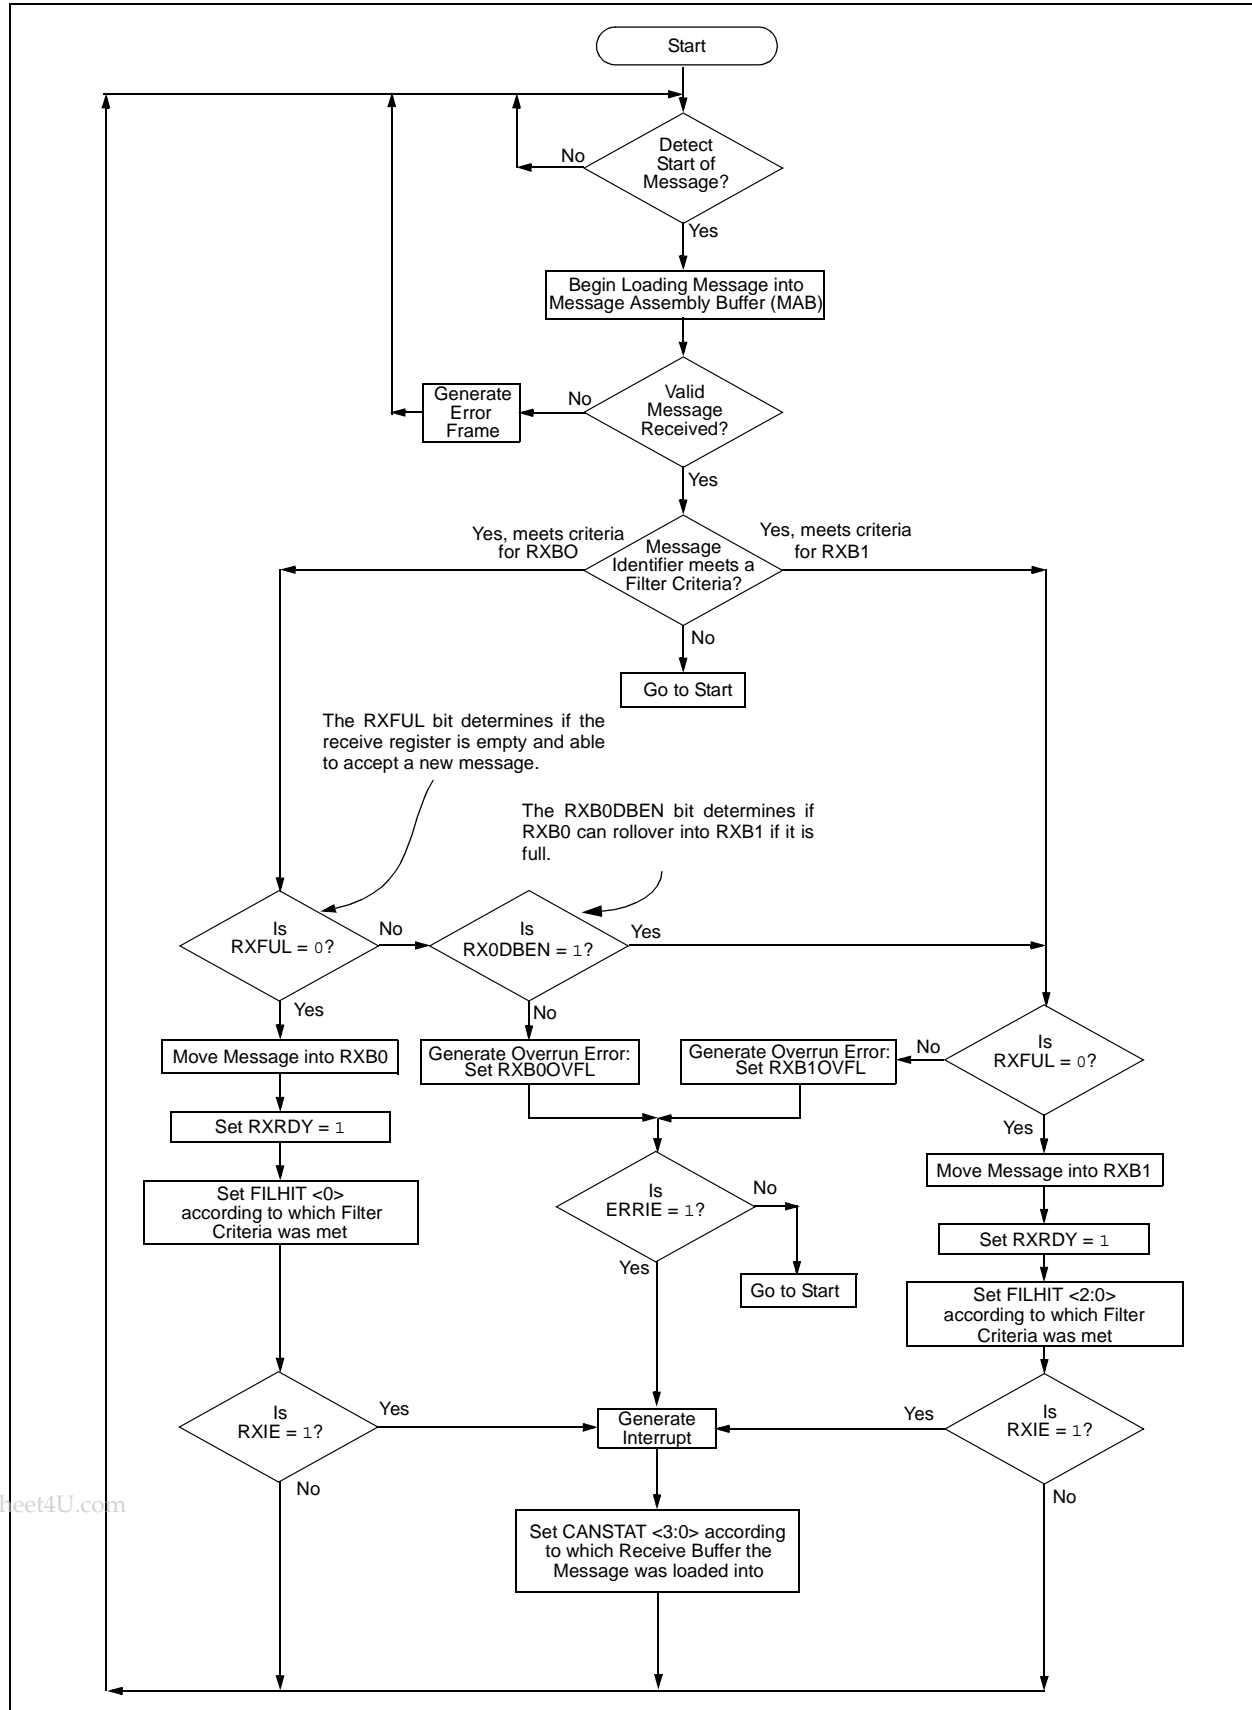 Start
Detect
Start of
Message?
No
Yes
Begin Loading Message into
Message Assembly Buffer (MAB)
Valid
Message
Received?
No
Generate
Error
Frame
Yes
Message
Identifier meets a
Filter Criteria?
Yes, meets criteria
for RXBO
Yes, meets criteria
for RXB1
No
Go to Start
The RXFUL bit determines if the
receive register is empty and able
to accept a new message.
The RXB0DBEN bit determines if
RXB0 can rollover into RXB1 if it is
full.
Is
RXFUL = 0?
No
Is
RX0DBEN = 1?
Yes
Yes
No
Move Message into RXB0
Generate Overrun Error:
Set RXB0OVFL
Generate Overrun Error:
Set RXB1OVFL
No
Is
RXFUL = 0?
Set RXRDY = 1
Yes
Move Message into RXB1
Set FILHIT <0>
according to which Filter
Criteria was met
Is
ERRIE = 1?
No
Set RXRDY = 1
Yes
Go to Start
Set FILHIT <2:0>
according to which Filter
Criteria was met
Is
RXIE = 1?
Yes
Generate
Interrupt
Yes
Is
RXIE = 1?
No
No
heet4U.com
Set CANSTAT <3:0> according
to which Receive Buffer the
Message was loaded into